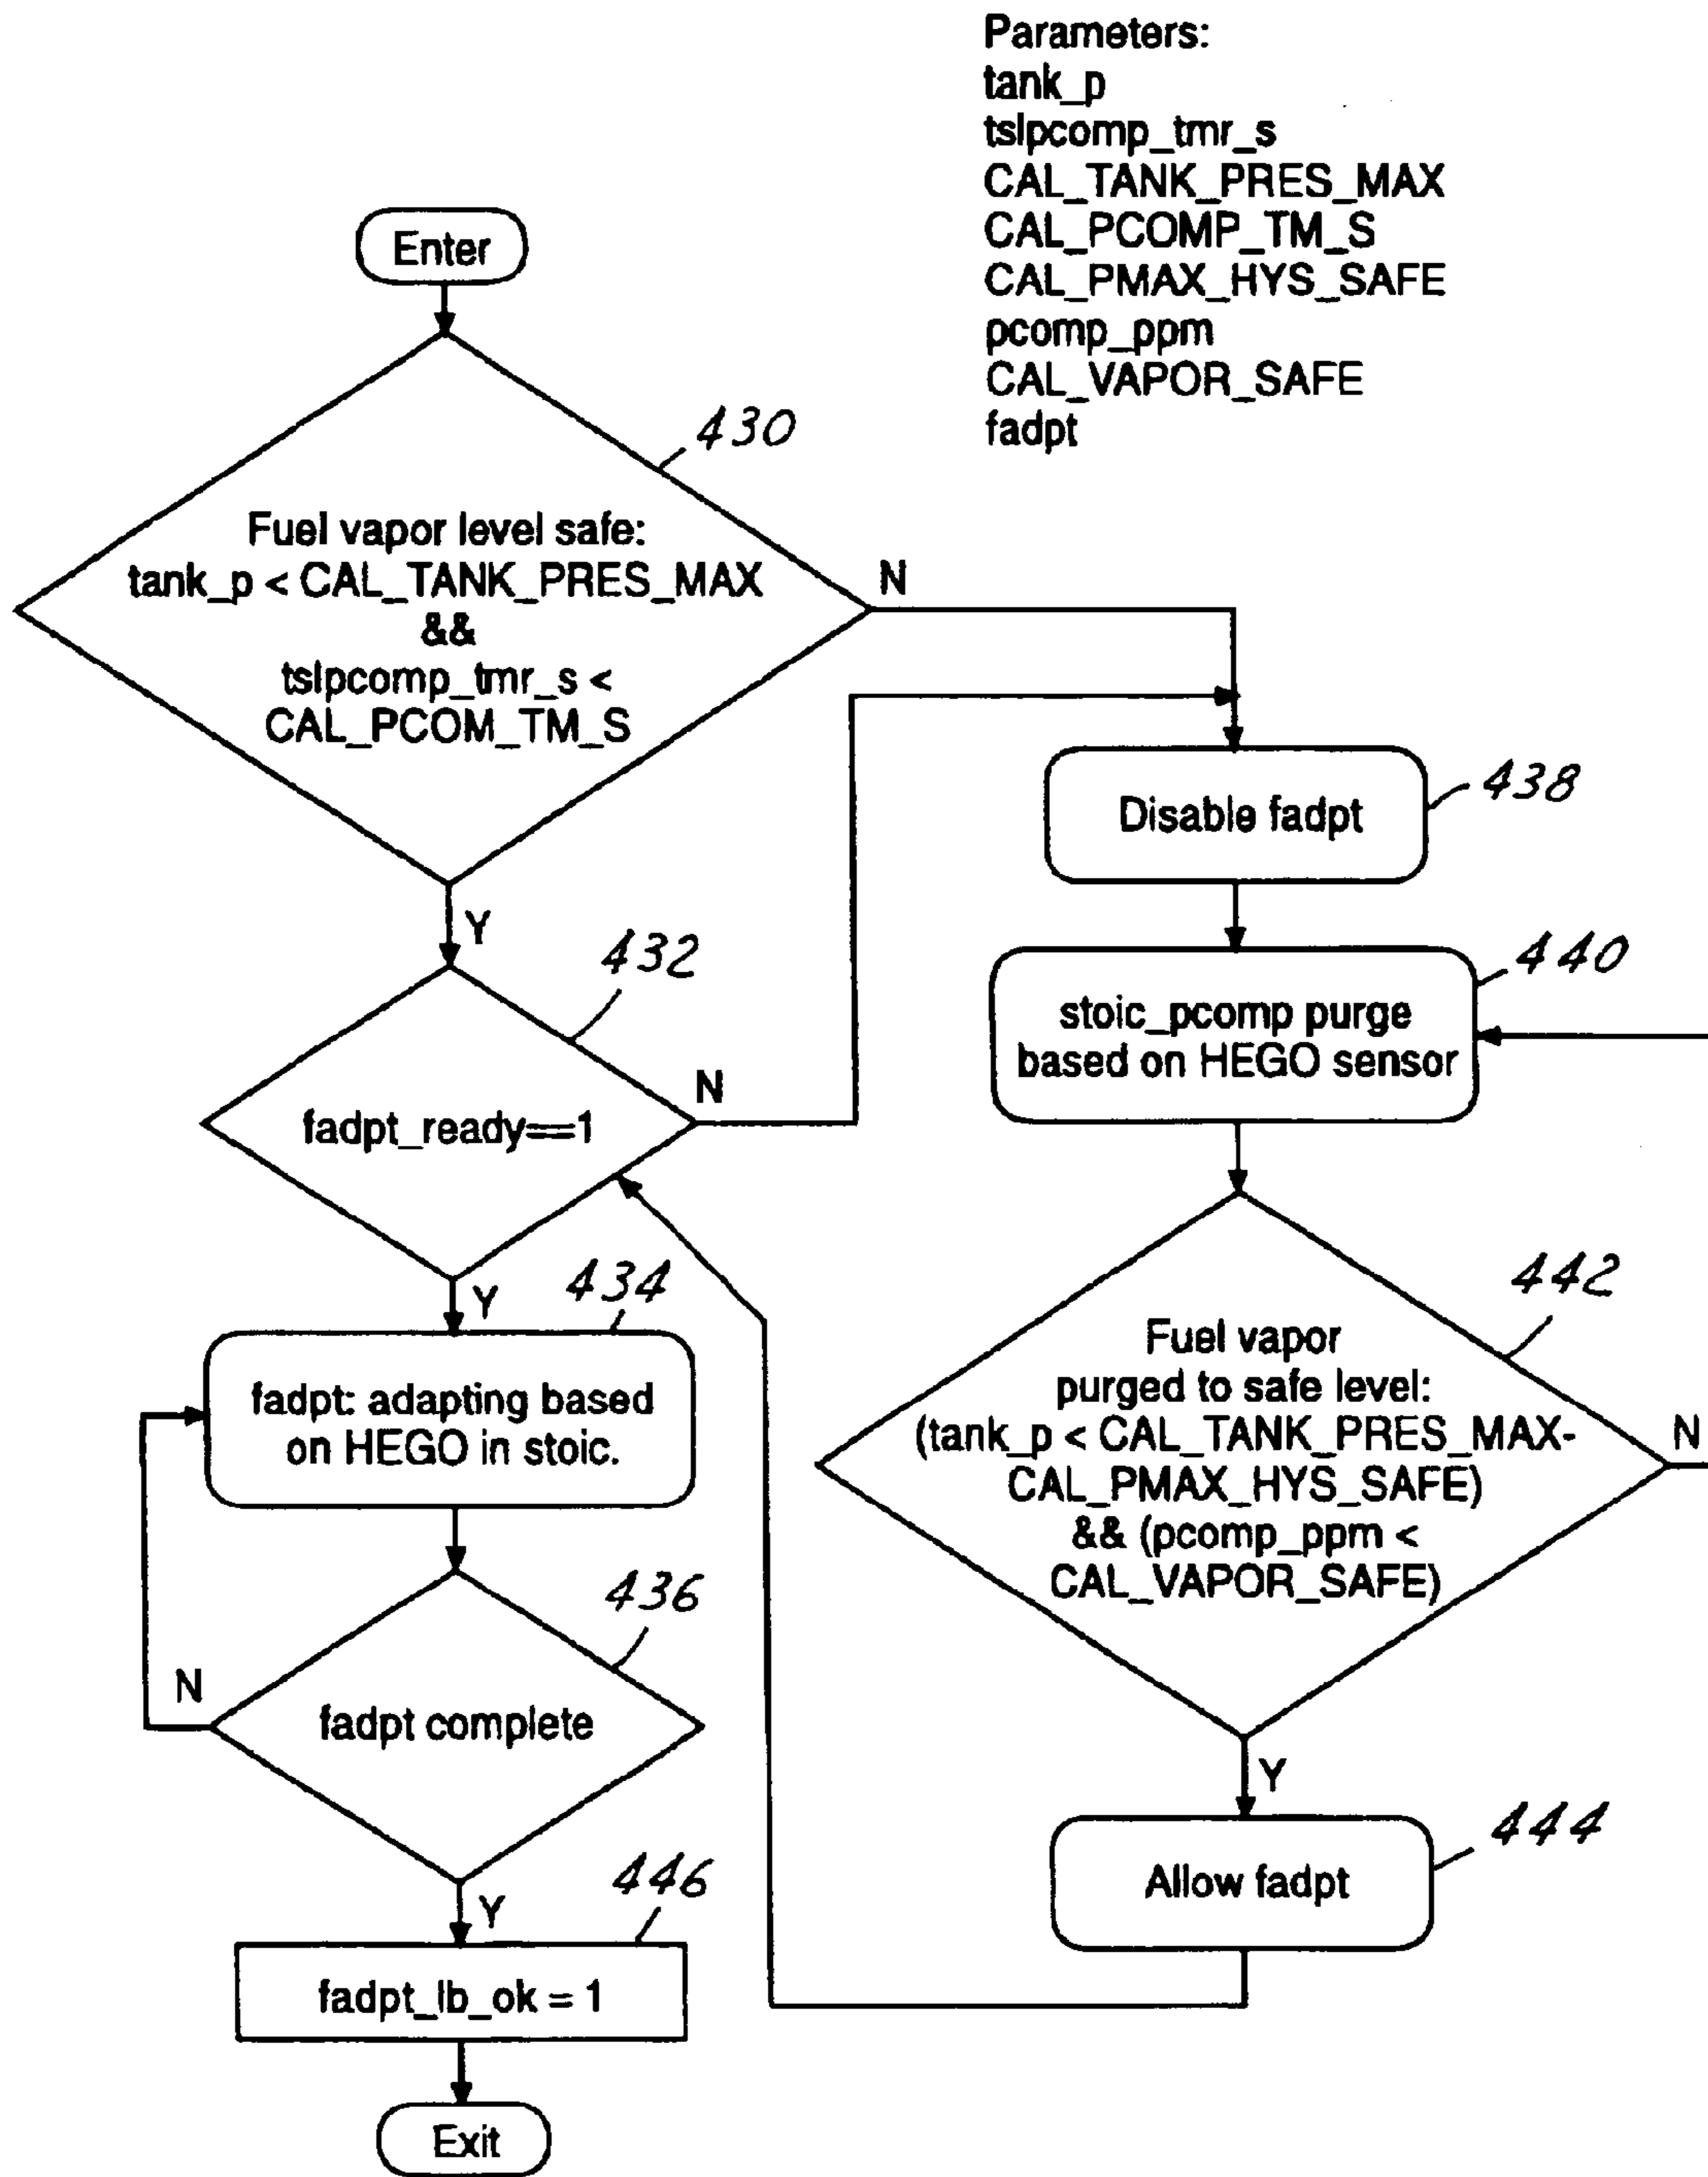 Parameters:
tank_p
tslpcomp_tmr_s
CAL_TANK_PRES_MAX
CAL_PCOMP_TM_S
CAL_PMAX_HYS_SAFE
pcomp_ppm
CAL_VAPOR_SAFE
fadpt
Enter
430
Fuel vapor level safe:
tank_p < CAL_TANK_PRES_MAX
&&
tslpcomp_tmr_s <
CAL_PCOM_TM_S
N
Y
432
fadpt_ready==1
N
Y
434
fadpt: adapting based
on HEGO in stoic.
436
fadpt complete
N
Y
446
fadpt_lb_ok = 1
Exit
438
Disable fadpt
440
stoic_pcomp purge
based on HEGO sensor
442
Fuel vapor
purged to safe level:
(tank_p < CAL_TANK_PRES_MAX-
CAL_PMAX_HYS_SAFE)
&& (pcomp_ppm <
CAL_VAPOR_SAFE)
N
Y
444
Allow fadpt